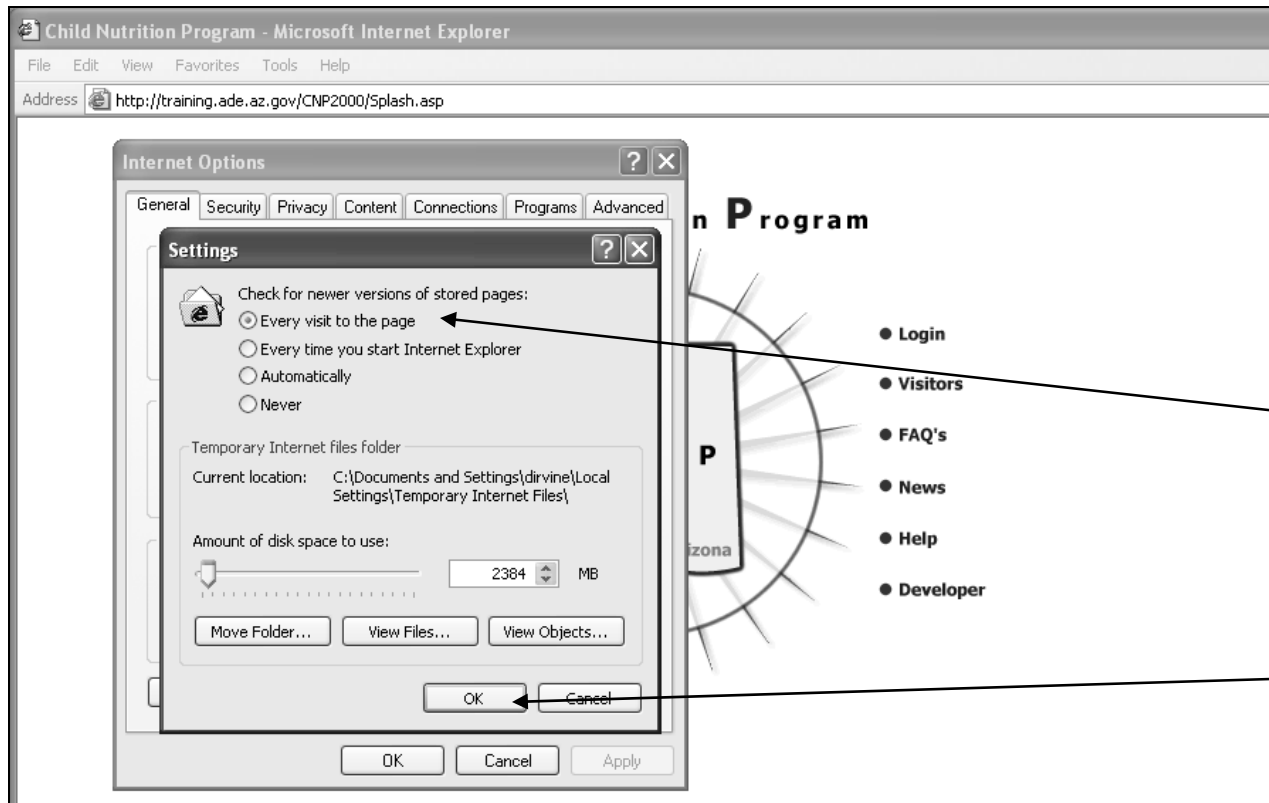 Child Nutrition Program - Microsoft Internet Explorer
File Edit View Favorites Tools Help
Address http://training.ade.az.gov/CNP2000/Splash.asp
Internet Options
General Security Privacy Content Connections Programs Advanced
n Program
Settings
Check for newer versions of stored pages:
Every visit to the page
Every time you start Internet Explorer
Automatically
Never
Temporary Internet files folder
Current location: C:\Documents and Settings\dirvine\Local
Settings\Temporary Internet Files\
Amount of disk space to use:
2384 MB
Move Folder... View Files... View Objects...
OK Cancel
OK Cancel Apply
P
izona
Login
Visitors
FAQ's
News
Help
Developer